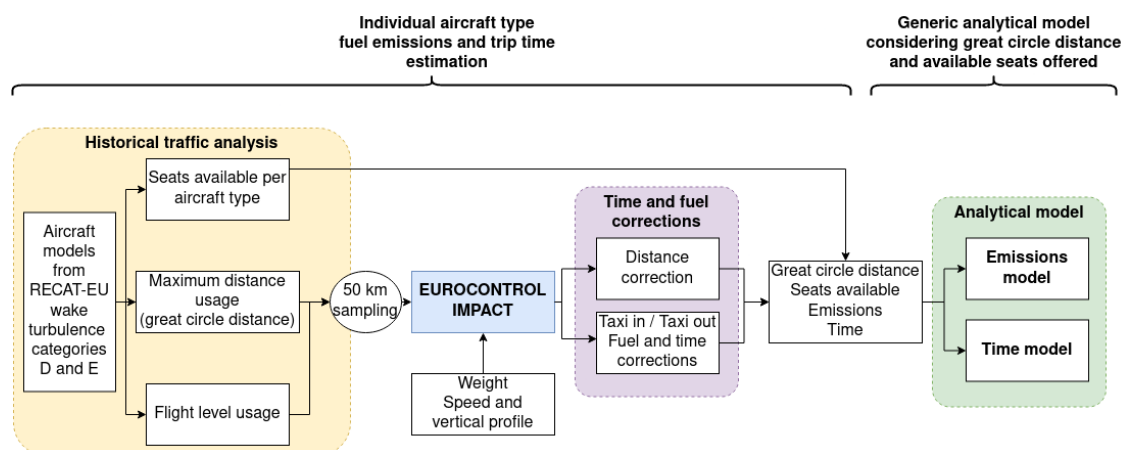 Individual aircraft type
fuel emissions and trip time
estimation
Generic analytical model
considering great circle distance
and available seats offered
Historical traffic analysis
Seats available per
aircraft type
Aircraft
models
from
RECAT-EU
wake
turbulence
categories
D and E
Maximum distance
usage
(great circle distance)
Flight level usage
50 km
sampling
EUROCONTROL
IMPACT
Weight
Speed and
vertical profile
Time and fuel
corrections
Distance
correction
Taxi in / Taxi out
Fuel and time
corrections
Great circle distance
Seats available
Emissions
Time
Analytical model
Emissions
model
Time model